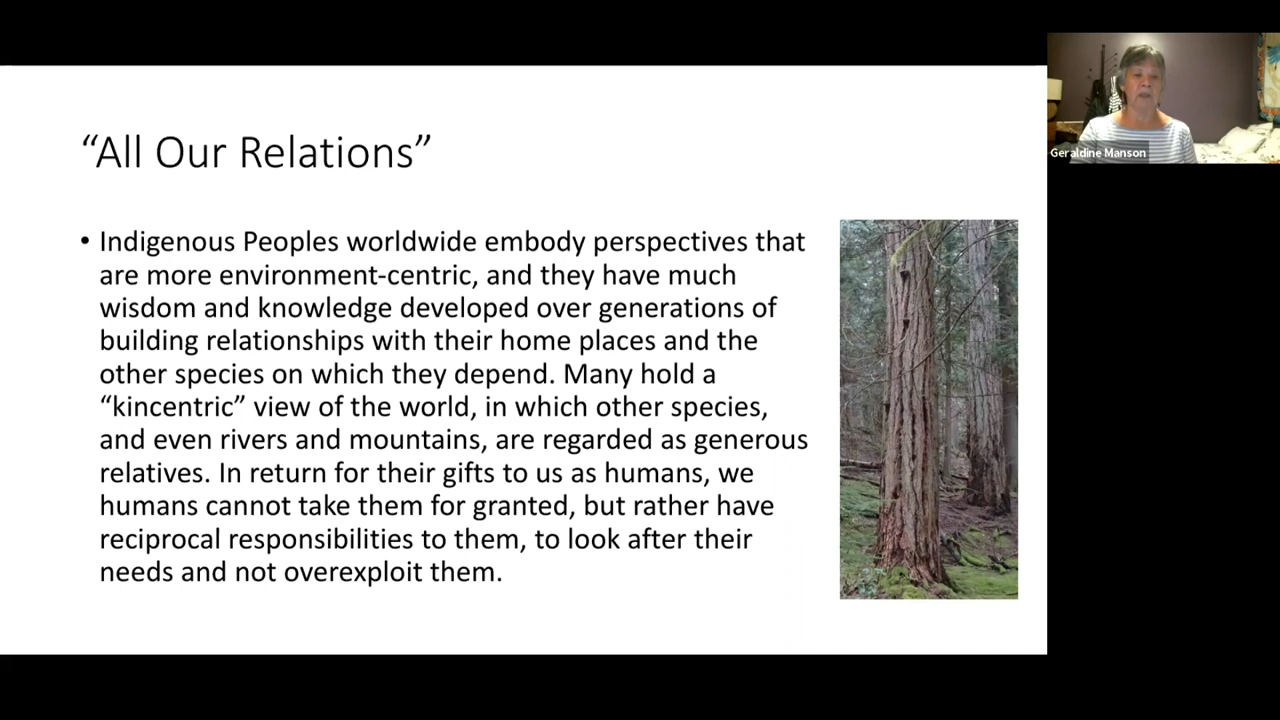 “All Our Relations”
• Indigenous Peoples worldwide embody perspectives that
are more environment-centric, and they have much
wisdom and knowledge developed over generations of
building relationships with their home places and the
other species on which they depend. Many hold a
“kincentric” view of the world, in which other species,
and even rivers and mountains, are regarded as generous
relatives. In return for their gifts to us as humans, we
humans cannot take them for granted, but rather have
reciprocal responsibilities to them, to look after their
needs and not overexploit them.
Geraldine Manson